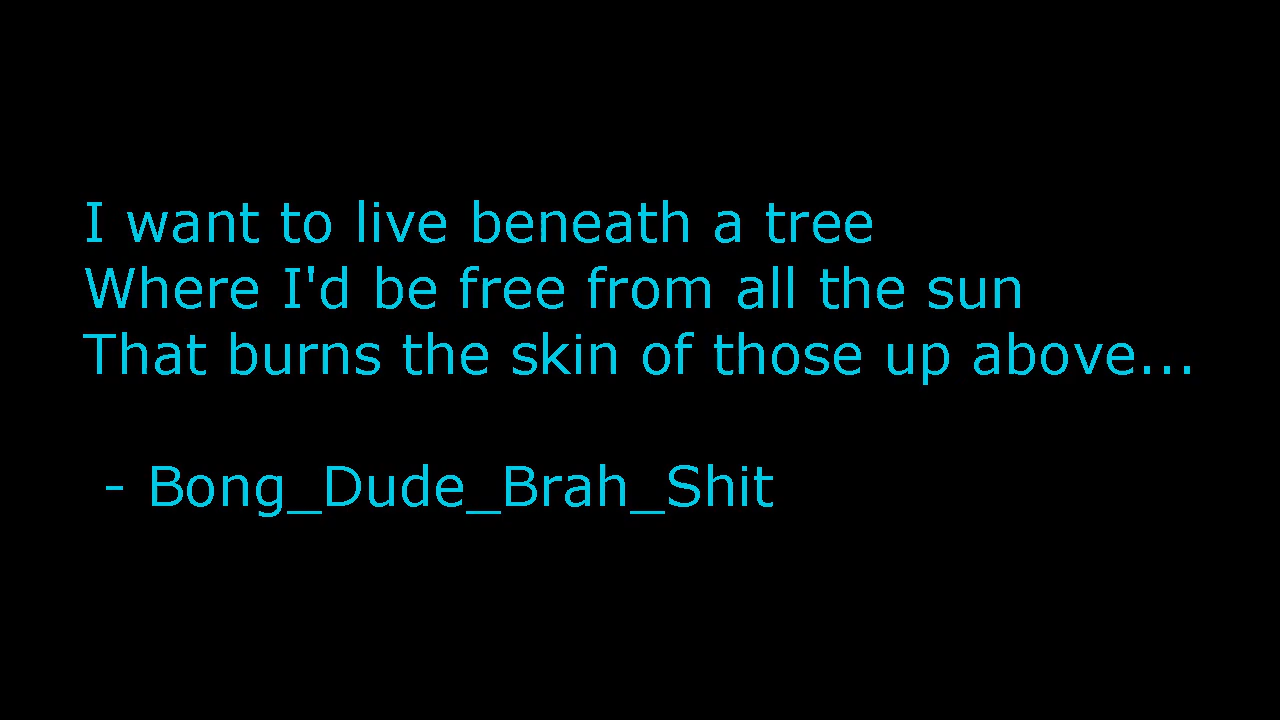 I want to live beneath a tree
Where I'd be free from all the sun
That burns the skin of those up above...
- Bong_Dude_Brah_Shit